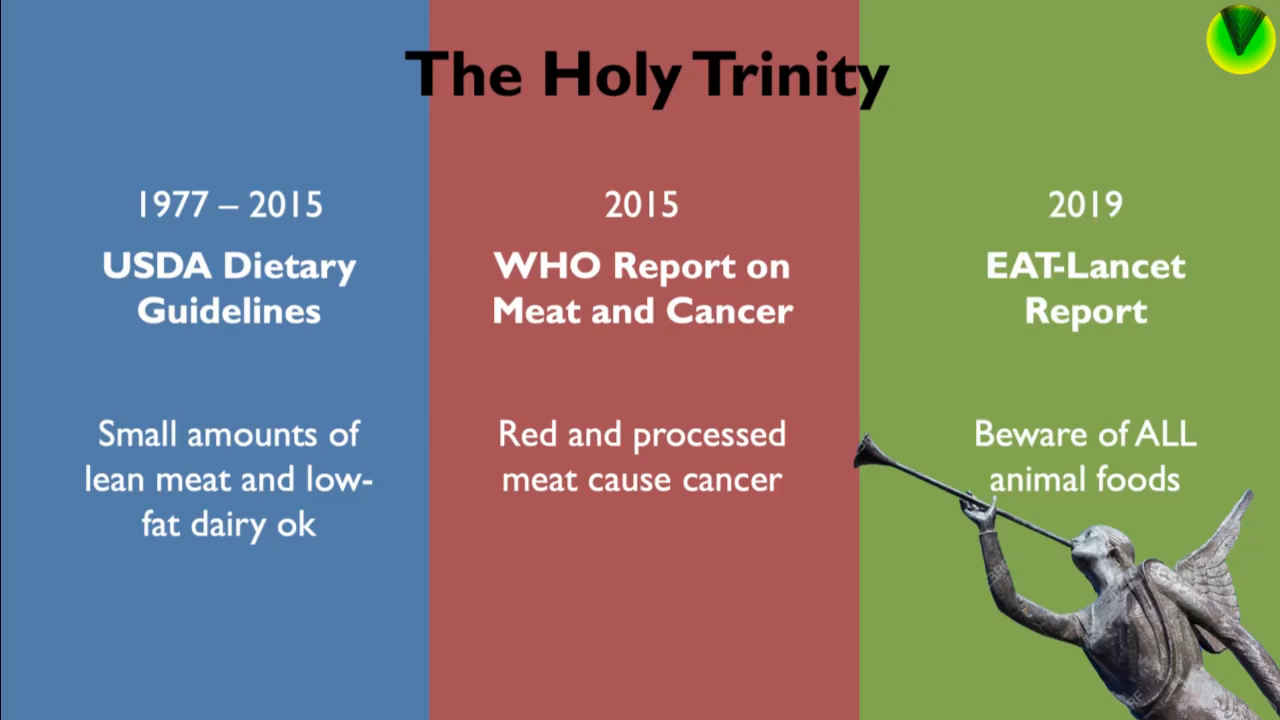 The Holy Trinity
1977 – 2015
USDA Dietary
Guidelines
Small amounts of
lean meat and low-
fat dairy ok
2015
WHO Report on
Meat and Cancer
Red and processed
meat cause cancer
2019
EAT-Lancet
Report
Beware of ALL
animal foods